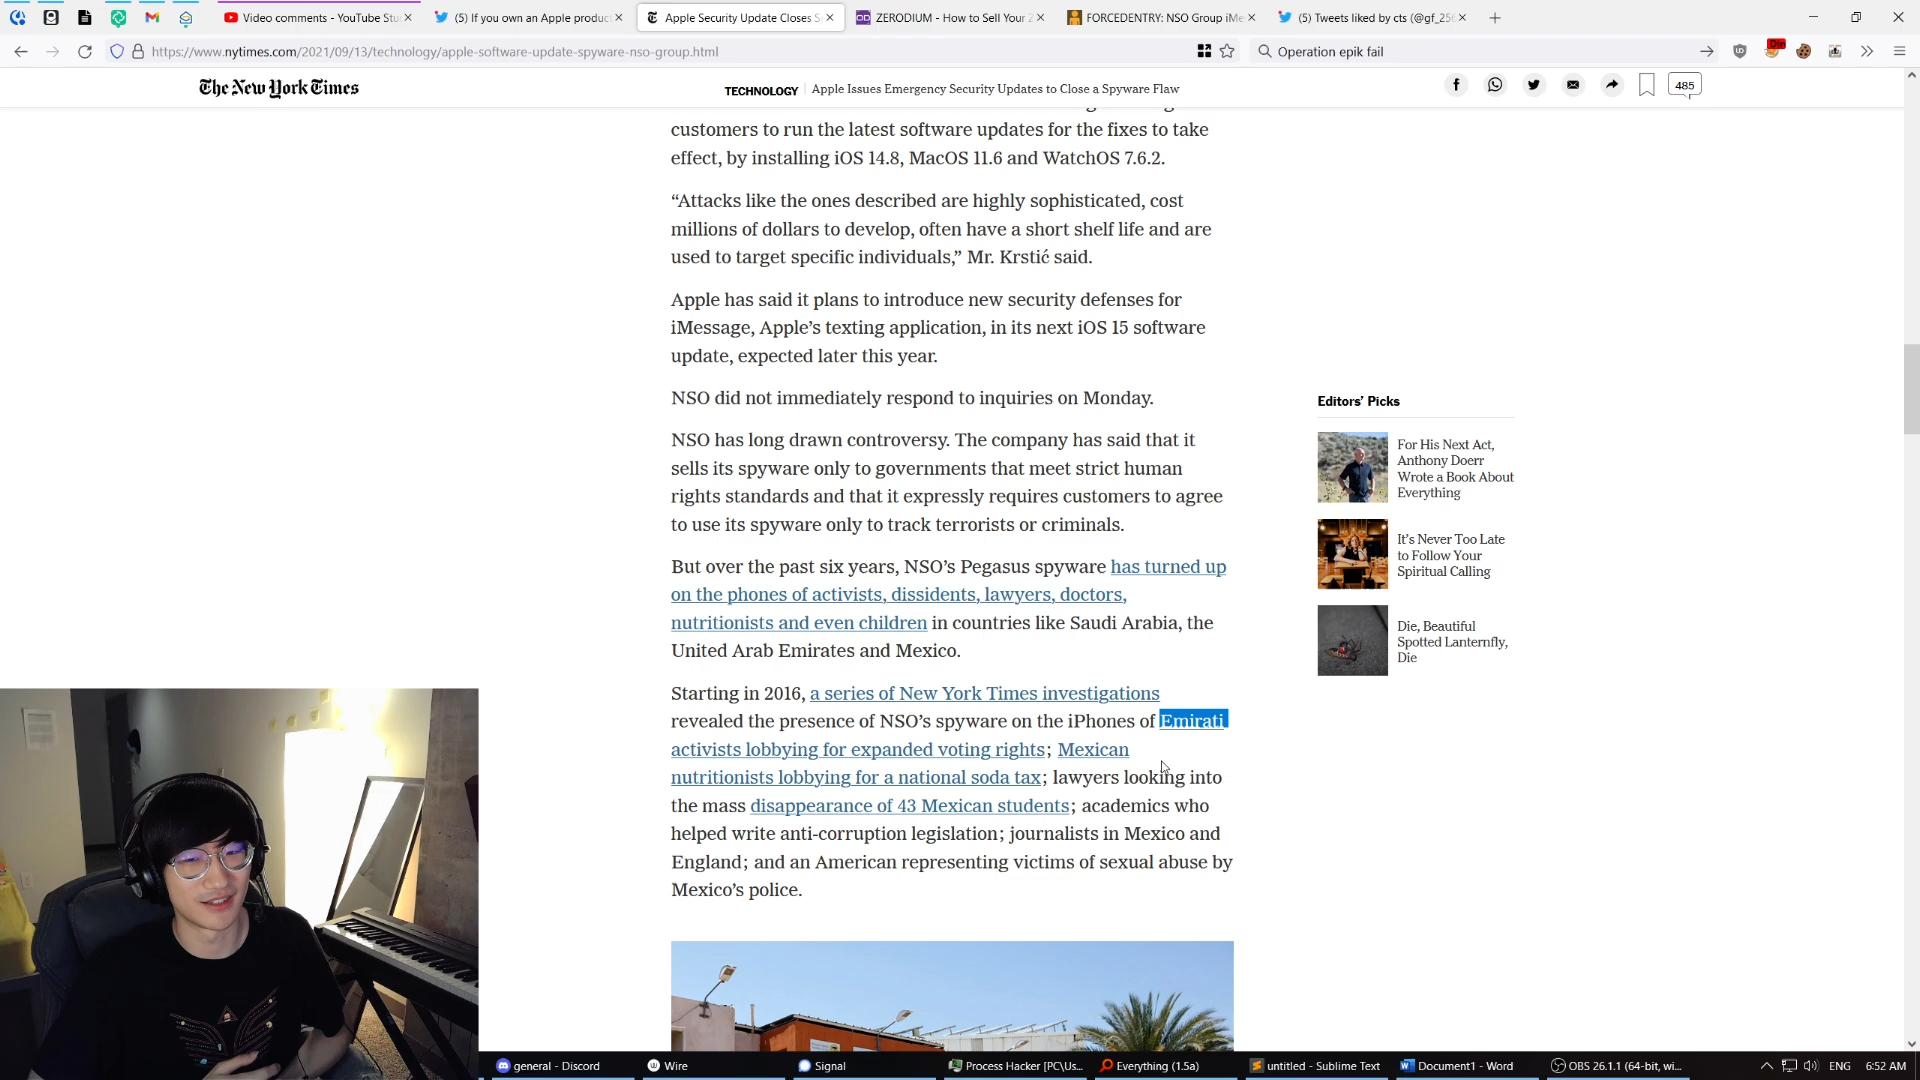 Video comments - YouTube Stu
(5) If you own an Apple produc
Apple Security Update Closes S
ZERODIUM - How to Sell Your
FORCEDENTRY: NSO Group iMe
(5) Tweets liked by cts (@gf_256
https://www.nytimes.com/2021/09/13/technology/apple-software-update-spyware-nso-group.html
Operation epik fail
The New York Times
TECHNOLOGY
Apple Issues Emergency Security Updates to Close a Spyware Flaw
485
customers to run the latest software updates for the fixes to take
effect, by installing iOS 14.8, MacOS 11.6 and WatchOS 7.6.2.
“Attacks like the ones described are highly sophisticated, cost
millions of dollars to develop, often have a short shelf life and are
used to target specific individuals,” Mr. Krstić said.
Apple has said it plans to introduce new security defenses for
iMessage, Apple’s texting application, in its next iOS 15 software
update, expected later this year.
NSO did not immediately respond to inquiries on Monday.
NSO has long drawn controversy. The company has said that it
sells its spyware only to governments that meet strict human
rights standards and that it expressly requires customers to agree
to use its spyware only to track terrorists or criminals.
But over the past six years, NSO’s Pegasus spyware has turned up
on the phones of activists, dissidents, lawyers, doctors,
nutritionists and even children in countries like Saudi Arabia, the
United Arab Emirates and Mexico.
Starting in 2016, a series of New York Times investigations
revealed the presence of NSO’s spyware on the iPhones of Emirati
activists lobbying for expanded voting rights; Mexican
nutritionists lobbying for a national soda tax; lawyers looking into
the mass disappearance of 43 Mexican students; academics who
helped write anti-corruption legislation; journalists in Mexico and
England; and an American representing victims of sexual abuse by
Mexico’s police.
Editors’ Picks
For His Next Act,
Anthony Doerr
Wrote a Book About
Everything
It’s Never Too Late
to Follow Your
Spiritual Calling
Die, Beautiful
Spotted Lanternfly,
Die
general - Discord
Wire
Signal
Process Hacker [PC\Us...
Everything (1.5a)
untitled - Sublime Text
Document1 - Word
OBS 26.1.1 (64-bit, wi...
ENG
6:52 AM